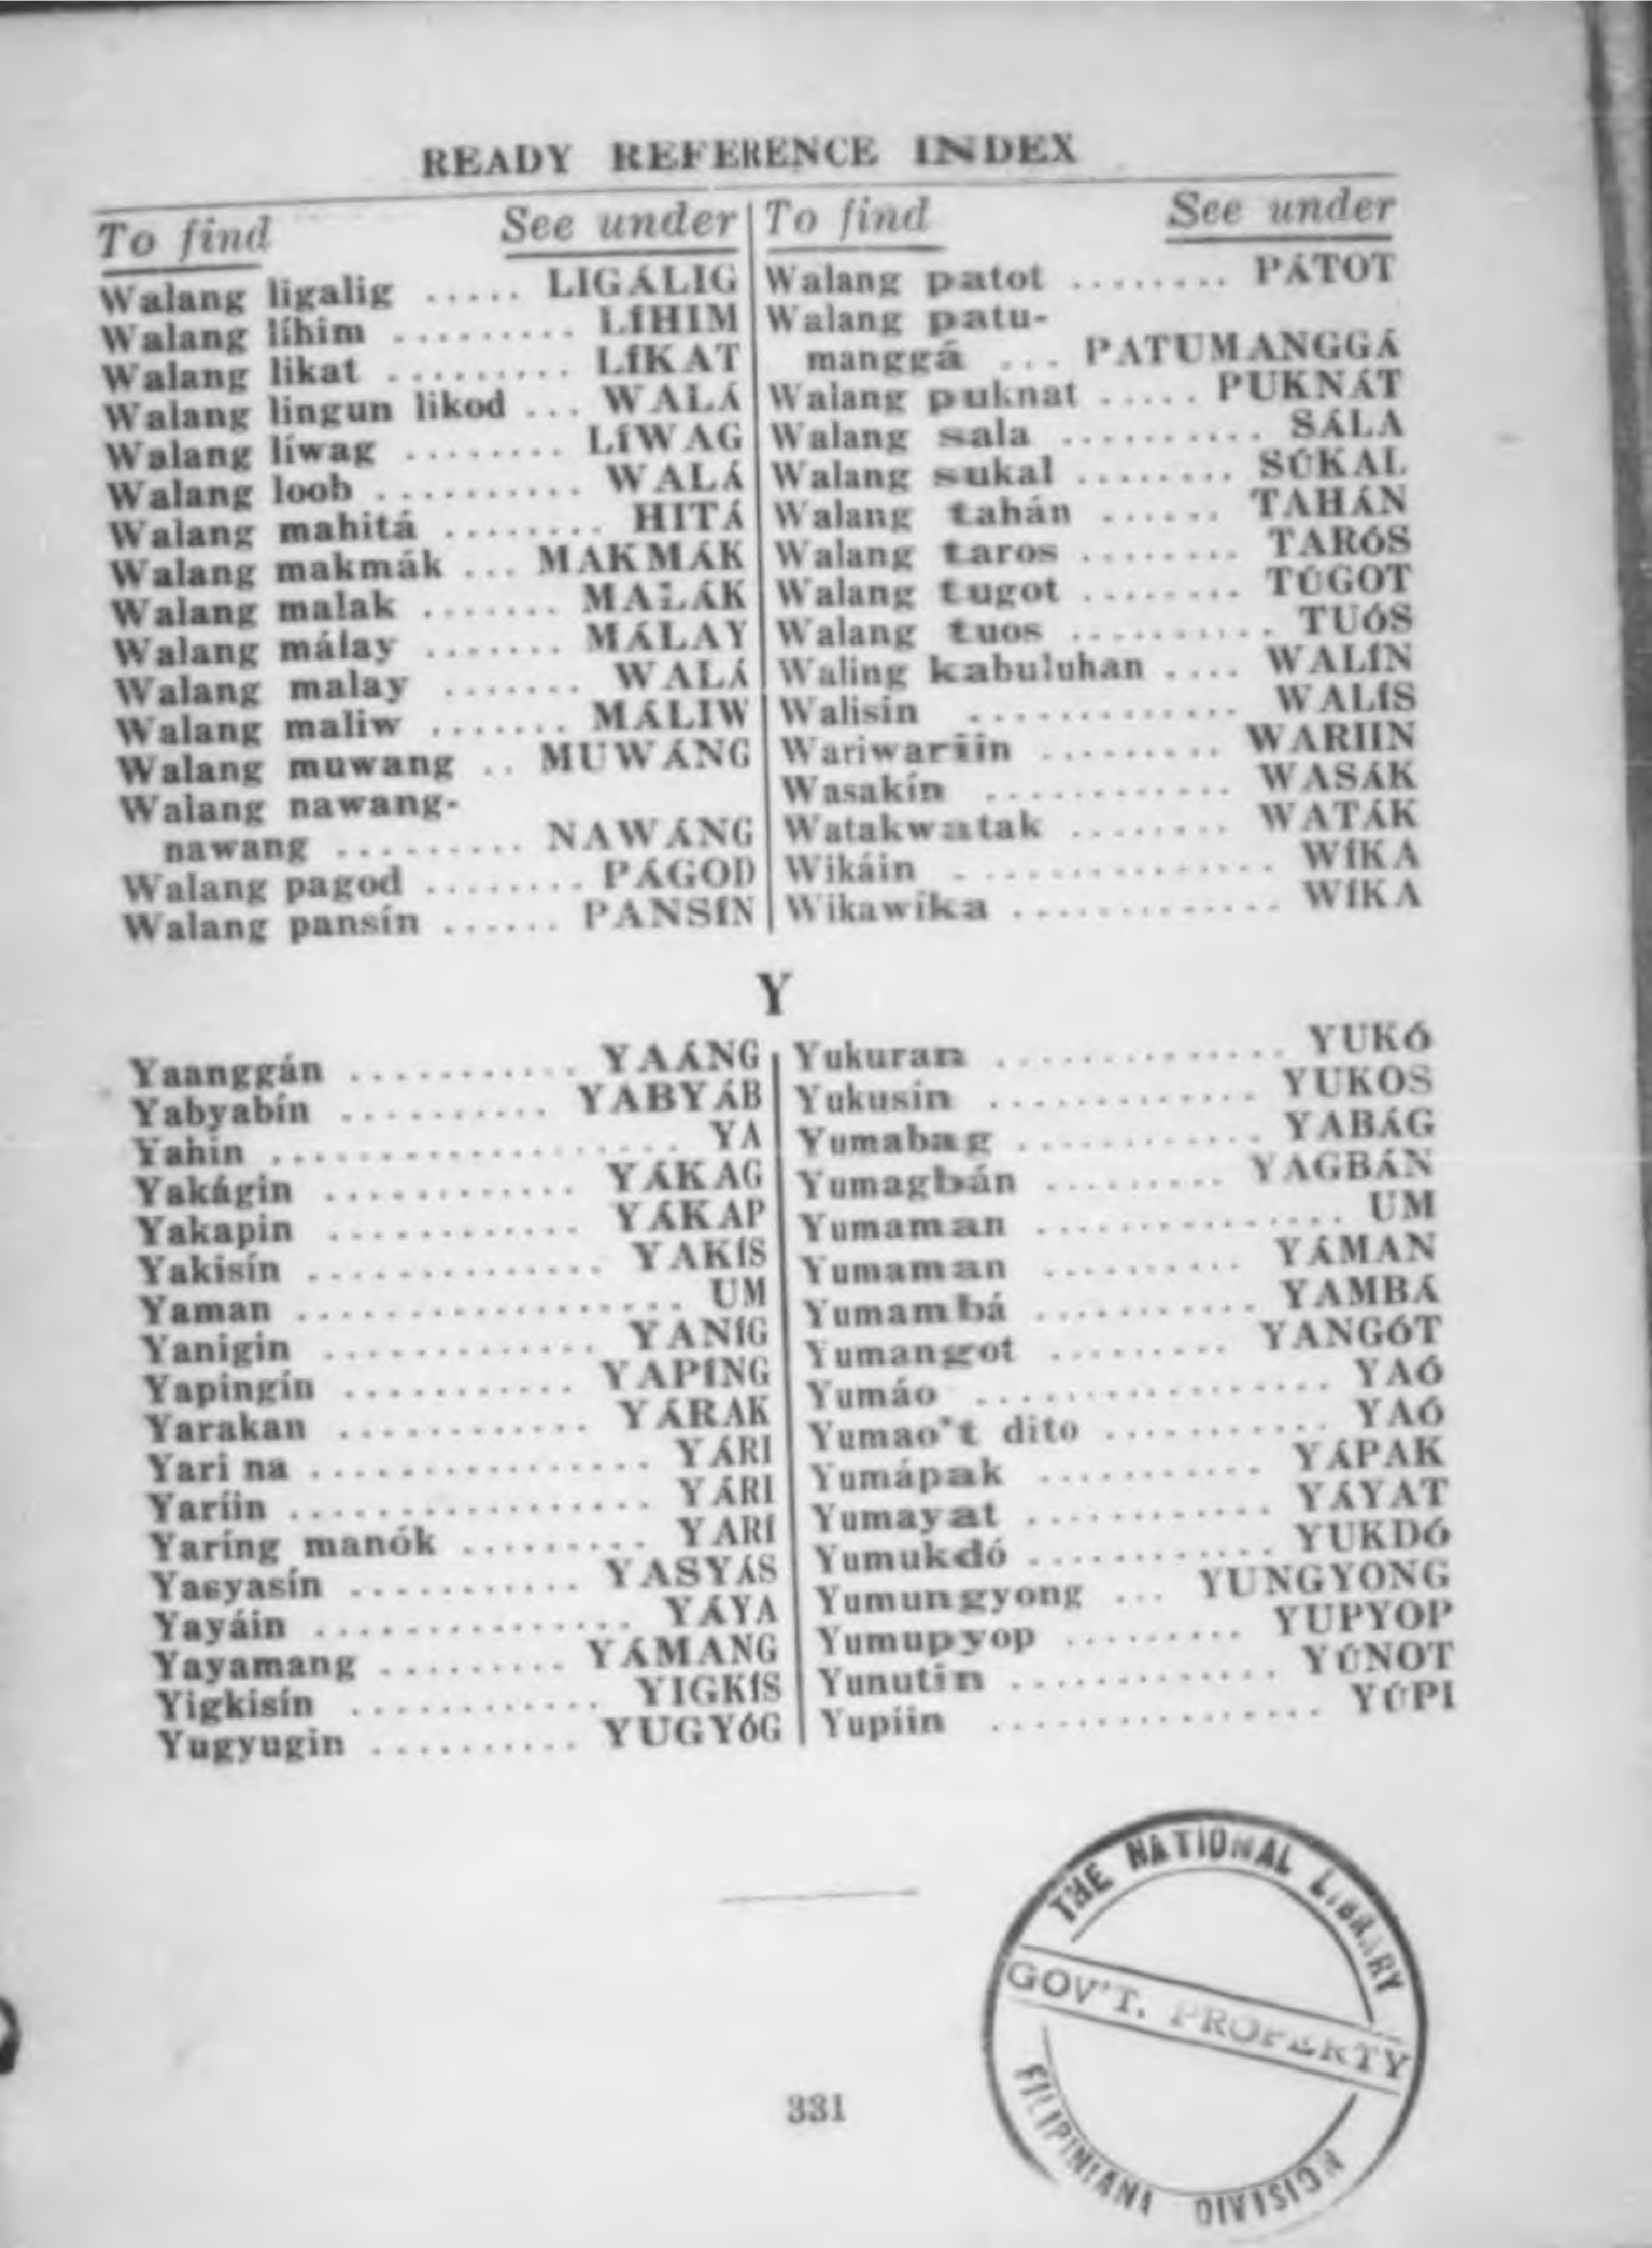 READY REFERENCE INDEX
To find See under
Walang ligalig ..... LIGÁLIG
Walang líhim ......... LÍHIM
Walang likat ......... LÍKAT
Walang lingun likod ... WALÁ
Walang líwag ........ LÍWAG
Walang loob .......... WALÁ
Walang mahitá ........ HITÁ
Walang makmák ... MAKMÁK
Walang malak ....... MALÁK
Walang málay ....... MÁLAY
Walang malay ....... WALÁ
Walang maliw ....... MÁLIW
Walang muwang .. MUWÁNG
Walang nawang-
nawang ......... NAWÁNG
Walang pagod ........ PÁGOD
Walang pansín ...... PANSÍN
To find See under
Walang patot ........ PÁTOT
Walang patu-
manggá ... PATUMANGGÁ
Walang puknat ..... PUKNÁT
Walang sala .......... SÁLA
Walang sukal ........ SÚKAL
Walang tahán ...... TAHÁN
Walang taros ........ TARÓS
Walang tugot ........ TÚGOT
Walang tuos .......... TUÓS
Waling kabuluhan .... WALÍN
Walisín ............. WALÍS
Wariwariin ......... WARIIN
Wasakín ............ WASÁK
Watakwatak ........ WATÁK
Wikáin ............... WÍKA
Wikawika ............. WÍKA
Y
Yaanggán ........... YAÁNG
Yabyabín .......... YABYÁB
Yahin .................... YA
Yakágin ............ YÁKAG
Yakapin ............ YÁKAP
Yakisín .............. YAKÍS
Yaman .................. UM
Yanigin ............. YANÍG
Yapingín ........... YAPÍNG
Yarakan ............ YÁRAK
Yari na ................ YÁRI
Yaríin ................. YÁRI
Yaríng manók ......... YARÍ
Yasyasín ........... YASYÁS
Yayáin ............... YÁYA
Yayamang ......... YÁMANG
Yigkisín ............ YIGKÍS
Yugyugin .......... YUGYÓG
Yukuran .............. YUKÓ
Yukusin ............. YUKOS
Yumabag ............ YABÁG
Yumagbán ......... YAGBÁN
Yumaman ............... UM
Yumaman .......... YÁMAN
Yumambá ........... YAMBÁ
Yumangot ......... YANGÓT
Yumáo ................. YAÓ
Yumao't dito ........... YAÓ
Yumápak ........... YÁPAK
Yumayat ............ YÁYAT
Yumukdó ............ YUKDÓ
Yumungyong ... YUNGYONG
Yumupyop ......... YUPYOP
Yunutin ............. YÚNOT
Yupiin ................ YÚPI
THE NATIONAL LIBRARY
GOV'T. PROPERTY
FILIPINIANA DIVISION
331